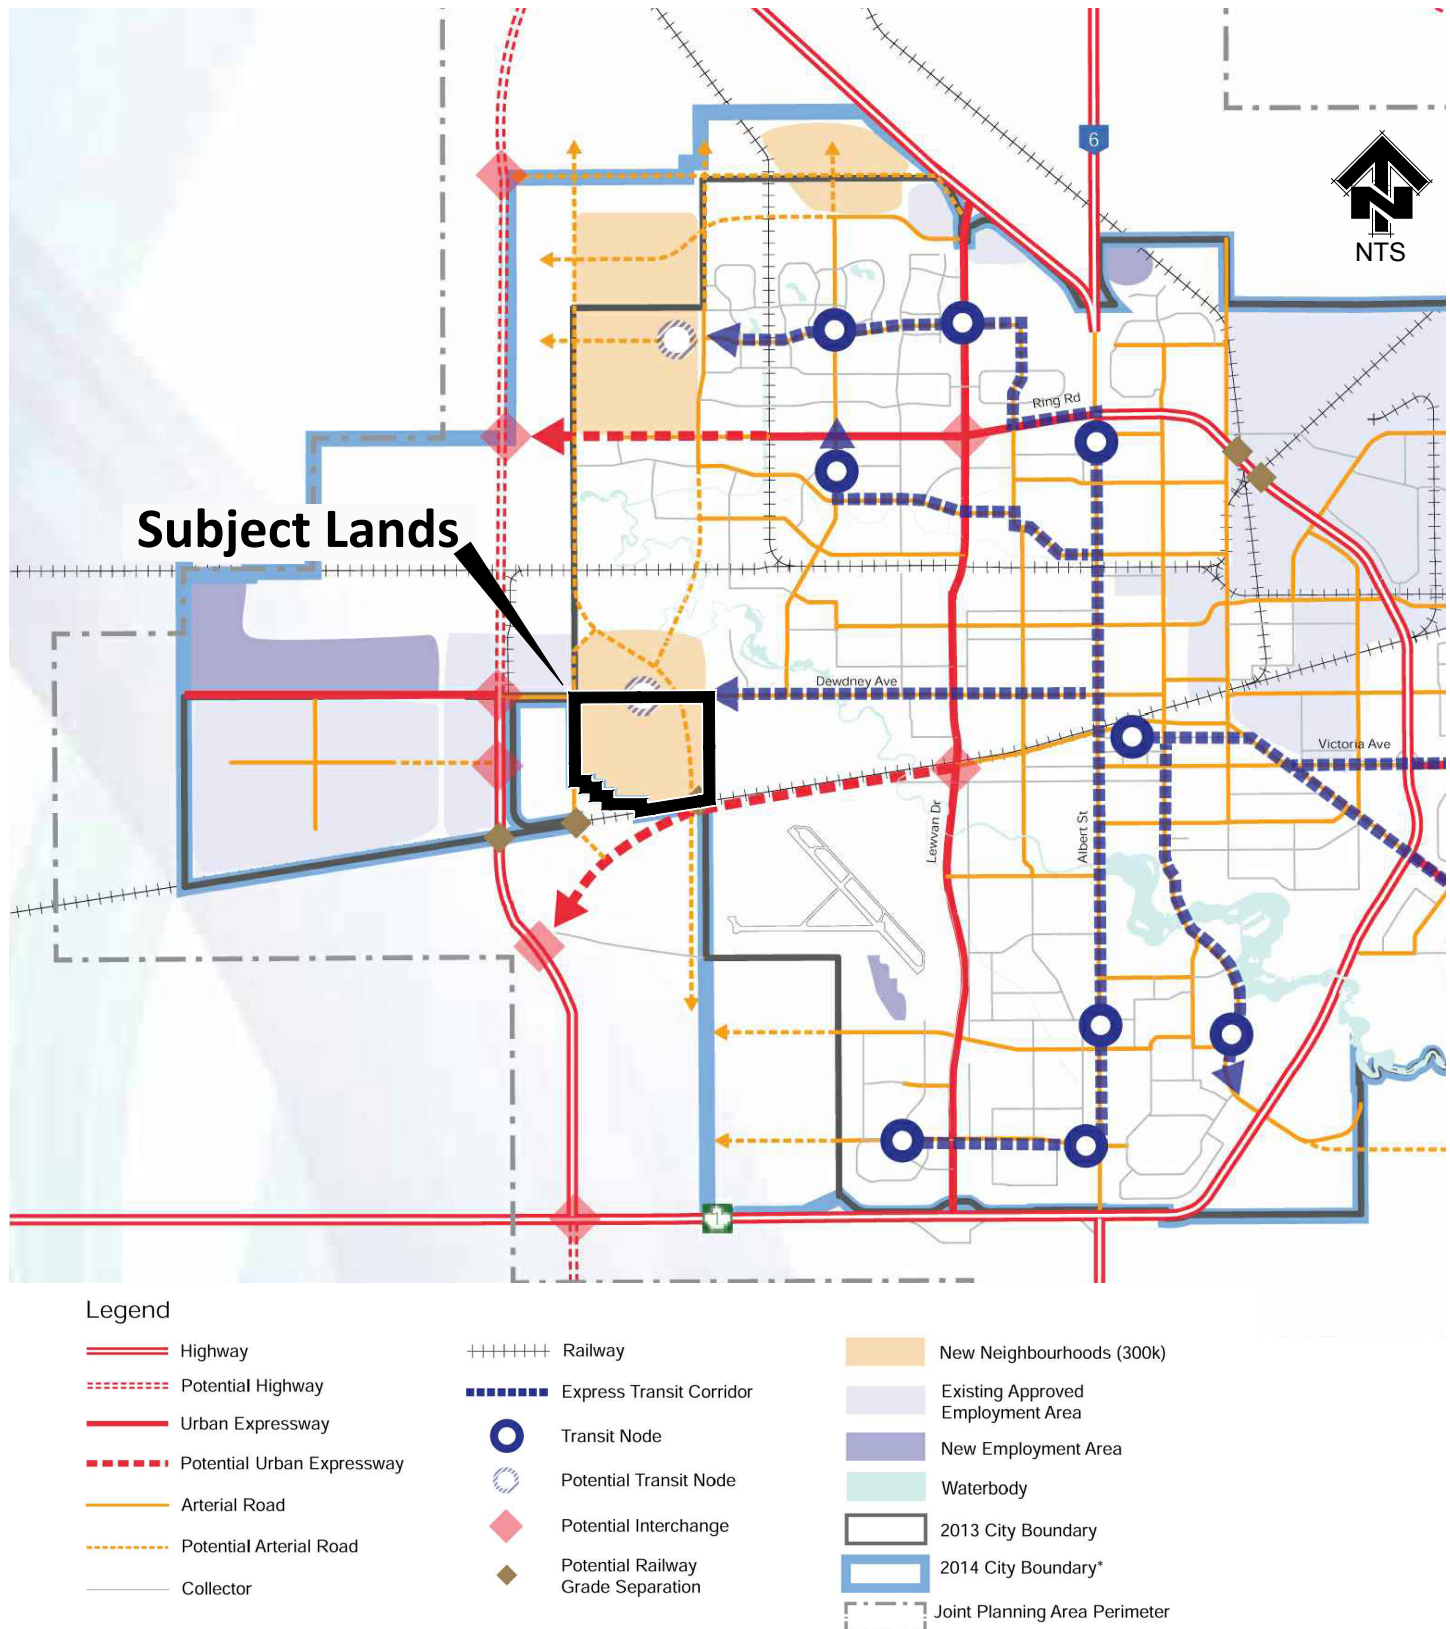 6
NTS
Ring Rd
Subject Lands
Dewdney Ave
Victoria Ave
Lewvan Dr
Albert St
1
Legend
Highway
Potential Highway
Urban Expressway
Potential Urban Expressway
Arterial Road
Potential Arterial Road
Collector
Railway
Express Transit Corridor
Transit Node
Potential Transit Node
Potential Interchange
Potential Railway
Grade Separation
New Neighbourhoods (300k)
Existing Approved
Employment Area
New Employment Area
Waterbody
2013 City Boundary
2014 City Boundary*
Joint Planning Area Perimeter